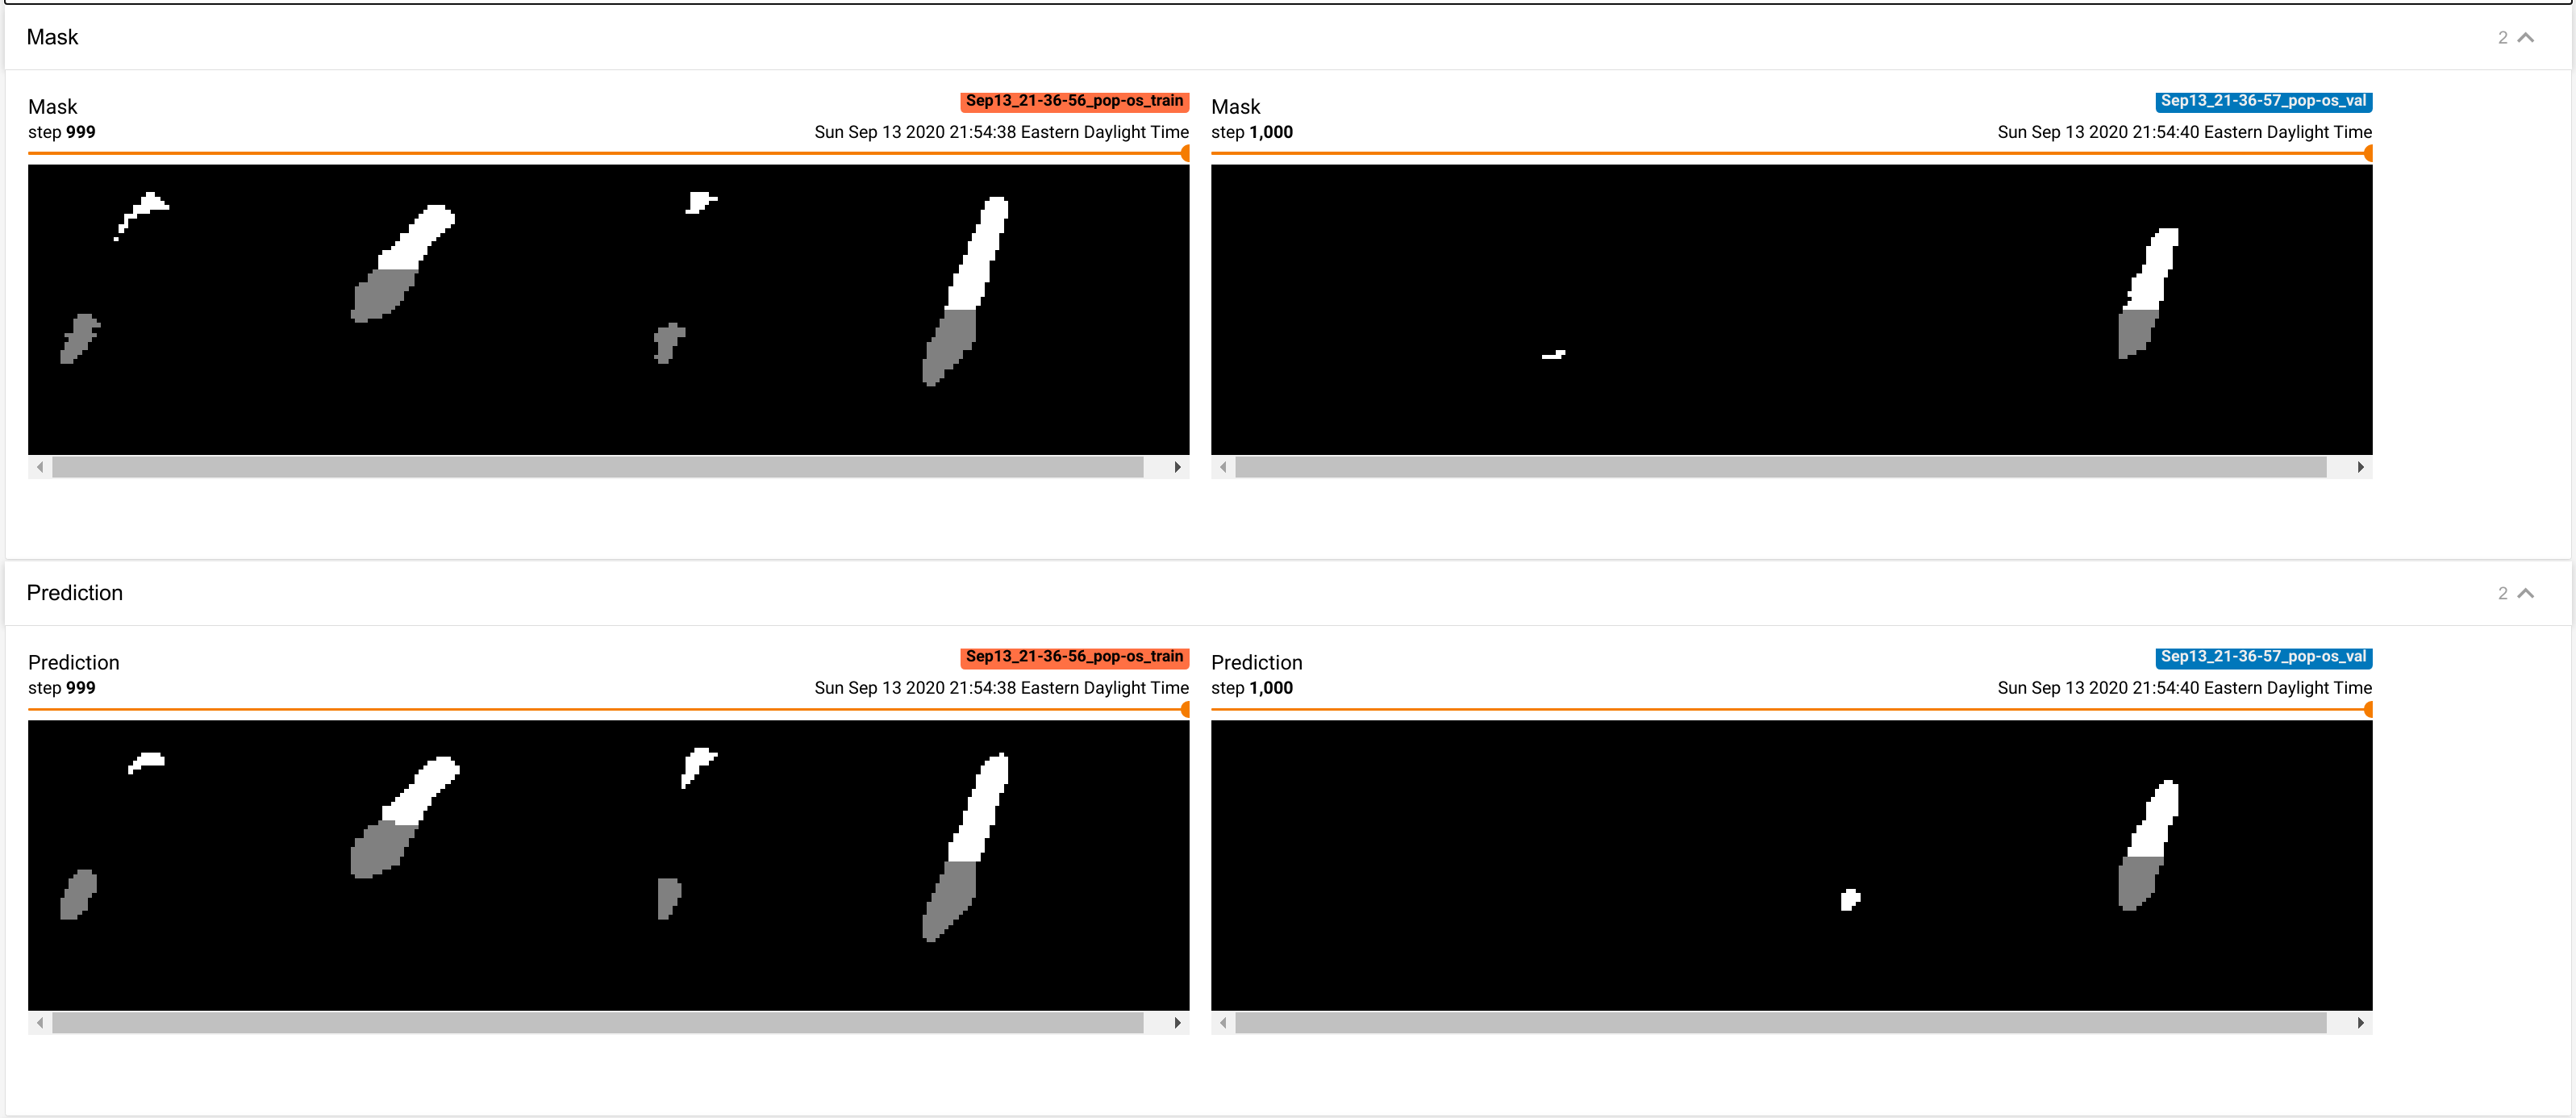 Mask
2
Mask
Sep13_21-36-56_pop-os_train
step 999
Sun Sep 13 2020 21:54:38 Eastern Daylight Time
Mask
Sep13_21-36-57_pop-os_val
step 1,000
Sun Sep 13 2020 21:54:40 Eastern Daylight Time
Prediction
2
Prediction
Sep13_21-36-56_pop-os_train
step 999
Sun Sep 13 2020 21:54:38 Eastern Daylight Time
Prediction
Sep13_21-36-57_pop-os_val
step 1,000
Sun Sep 13 2020 21:54:40 Eastern Daylight Time